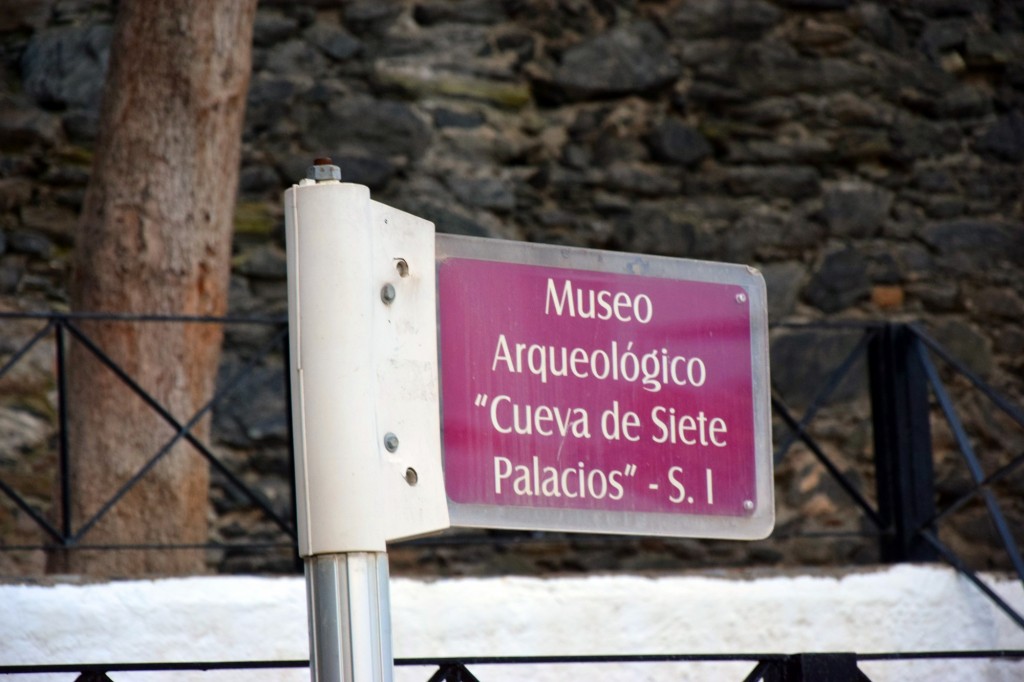 Museo
Arqueológico
"Cueva de Siete
Palacios" - S. I